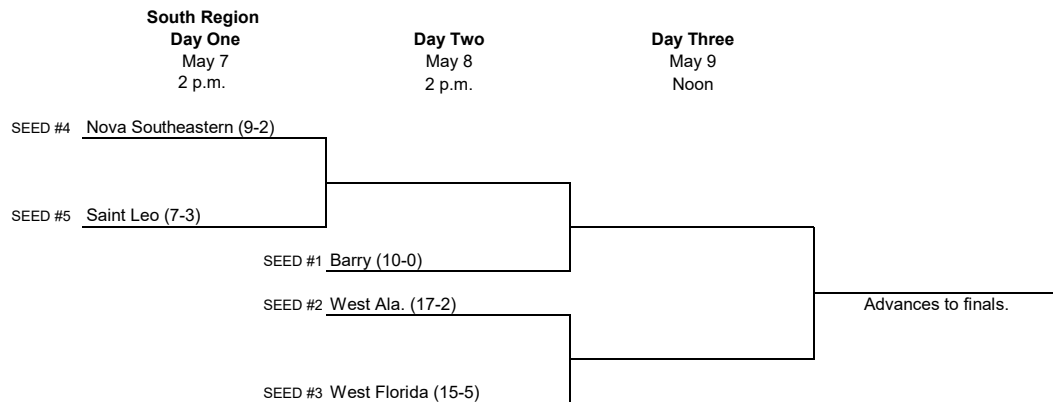 South Region
Day One Day Two Day Three
May 7 May 8 May 9
2 p.m. 2 p.m. Noon
SEED #4 Nova Southeastern (9-2)
SEED #5 Saint Leo (7-3)
SEED #1 Barry (10-0)
SEED #2 West Ala. (17-2) Advances to finals.
SEED #3 West Florida (15-5)